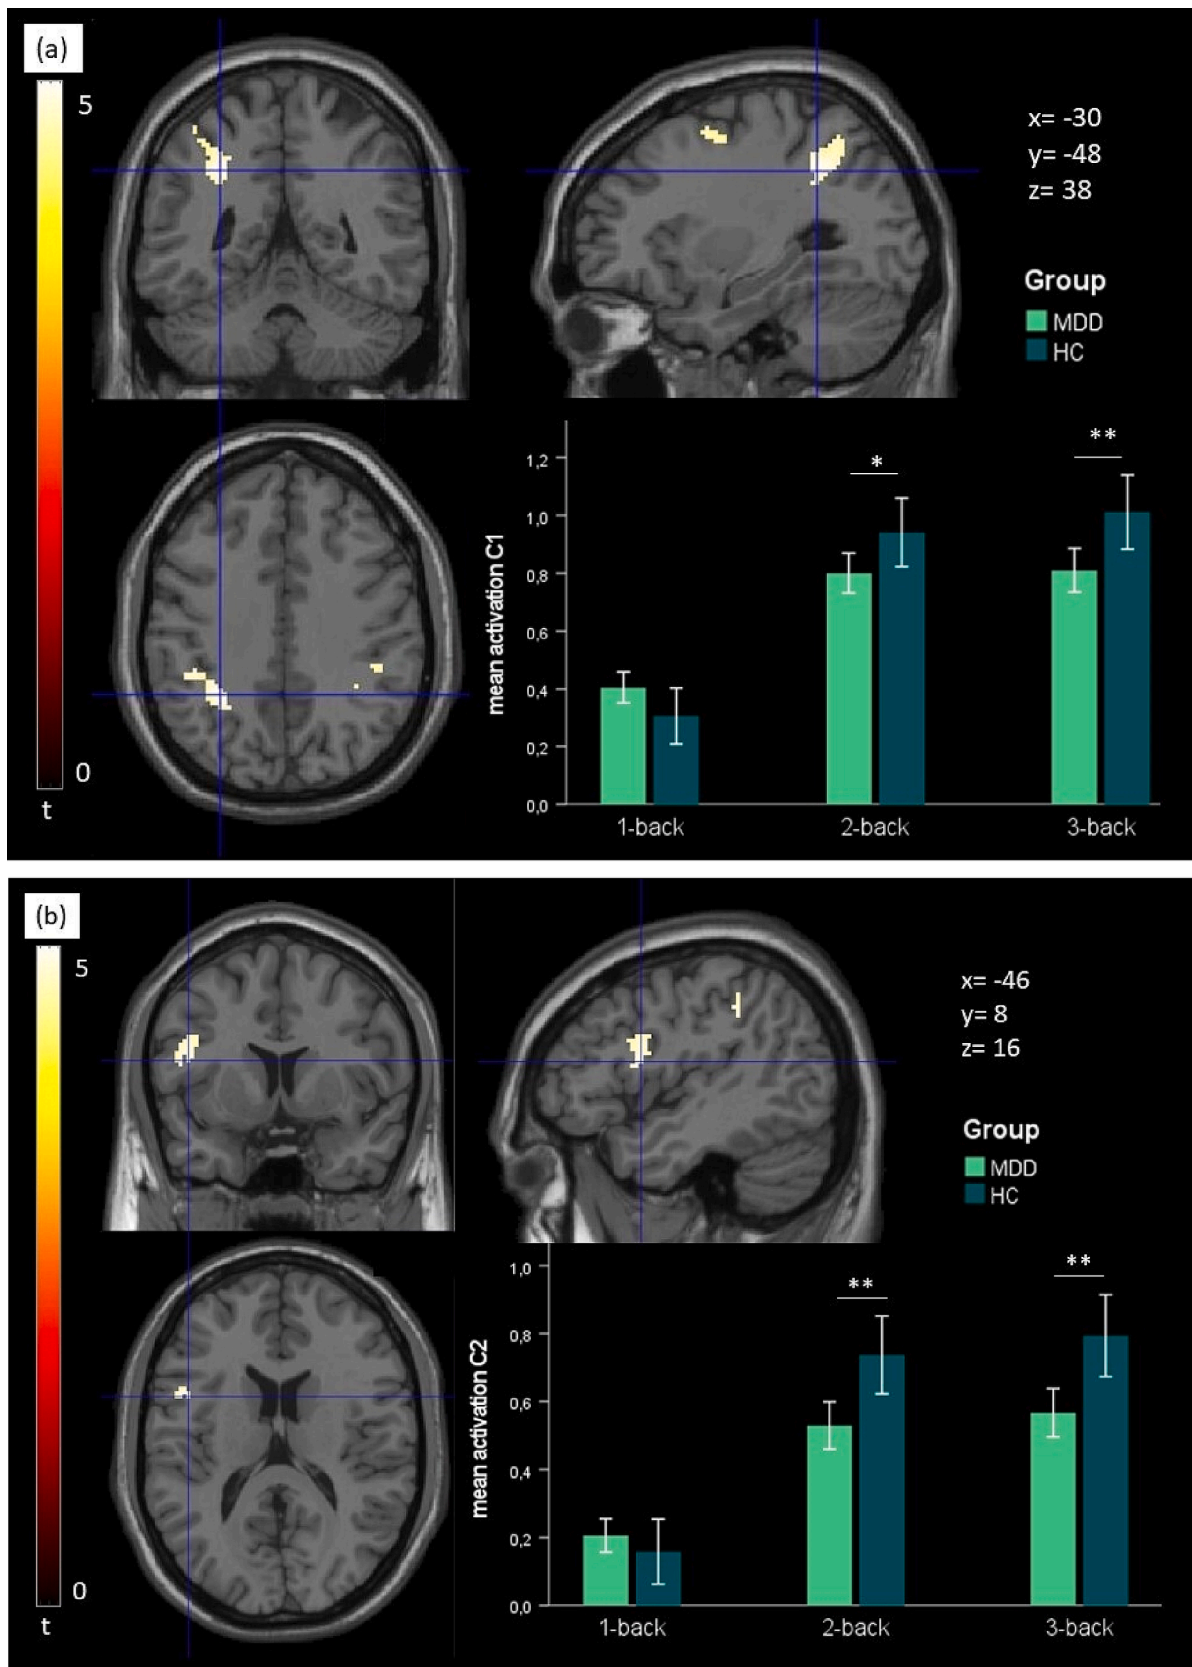 (a)
5
0
t
x= -30
y= -48
z= 38
Group
MDD
HC
mean activation C1
1,2
1,0
0,8
0,6
0,4
0,2
0,0
*
**
1-back
2-back
3-back
(b)
5
0
t
x= -46
y= 8
z= 16
Group
MDD
HC
mean activation C2
1,0
0,8
0,6
0,4
0,2
0,0
**
**
1-back
2-back
3-back